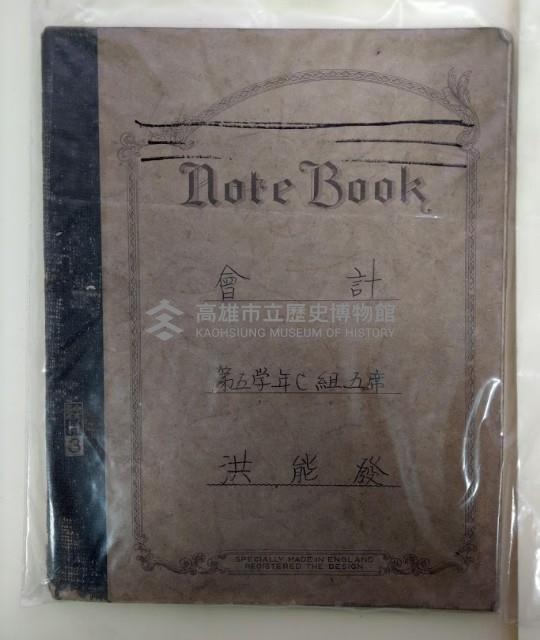 Note Book
會計
高雄市立歷史博物館
KAOHSIUNG MUSEUM OF HISTORY
第五学年C組五席
洪能發
H3
SPECIALLY MADE IN ENGLAND
REGISTERED THE DESIGN